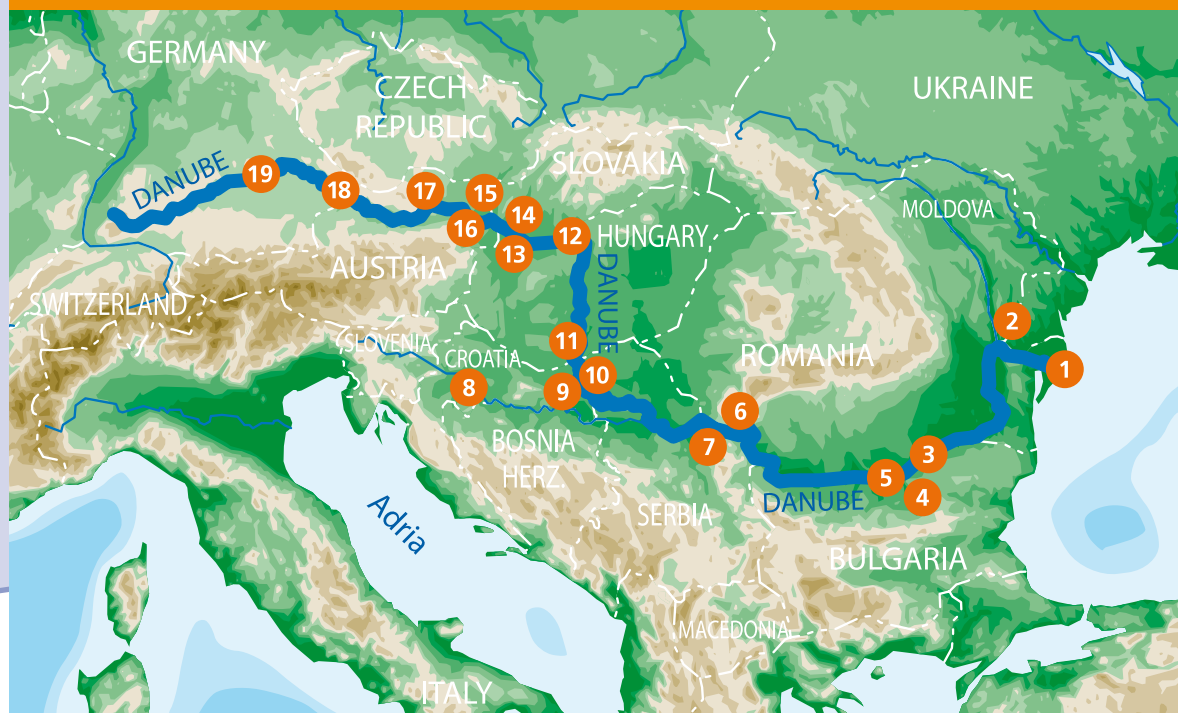 GERMANY
CZECH
REPUBLIC
UKRAINE
SLOVAKIA
DANUBE
19
18
17
15
16
14
13
12
HUNGARY
MOLDOVA
AUSTRIA
DANUBE
SWITZERLAND
SLOVENIA
CROATIA
11
10
9
8
ROMANIA
2
1
6
7
3
5
4
BOSNIA
HERZ.
DANUBE
SERBIA
Adria
BULGARIA
MACEDONIA
ITALY